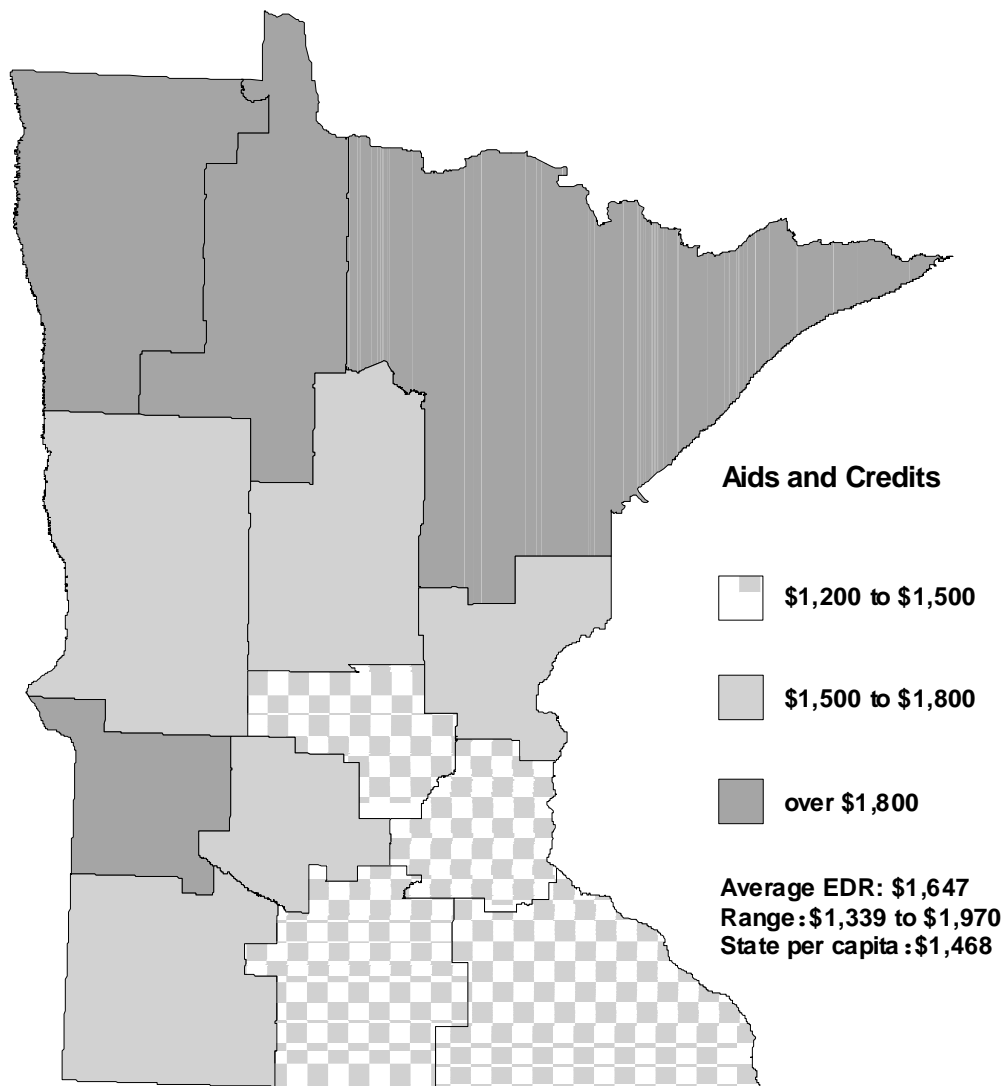 Aids and Credits
$1,200 to $1,500
$1,500 to $1,800
over $1,800
Average EDR: $1,647
Range:$1,339 to $1,970
State per capita:$1,468